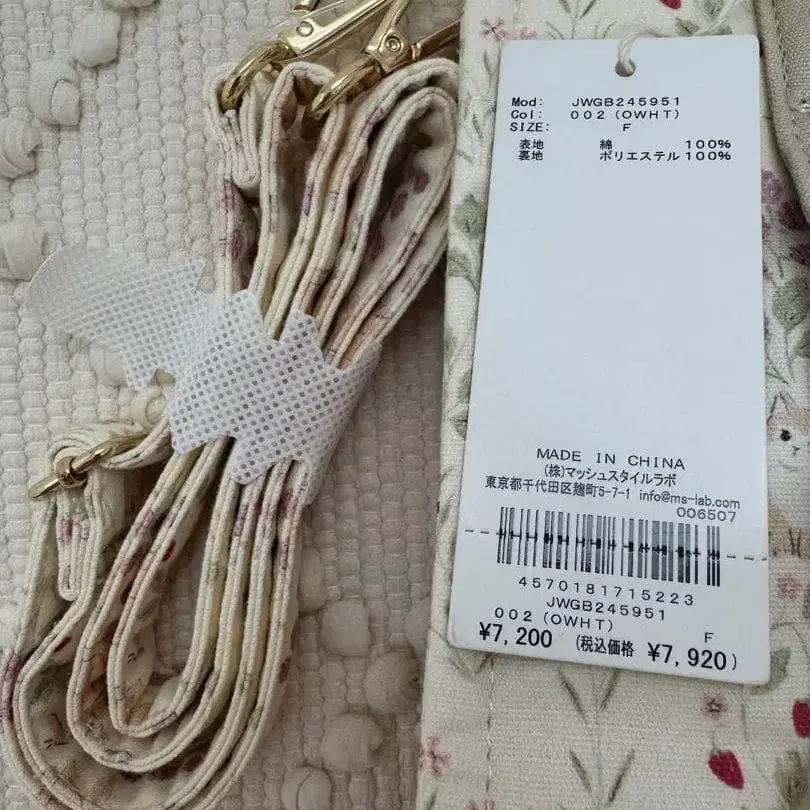 Mod: JWGB245951
Col: 002 (OWHT)
SIZE: F
表地 綿 100%
裏地 ポリエステル 100%
MADE IN CHINA
(株)マッシュスタイルラボ
東京都千代田区麹町5-7-1 info@ms-lab.com
006507
4570181715223
JWGB245951
002 (OWHT) F
¥7,200 (税込価格 ¥7,920)